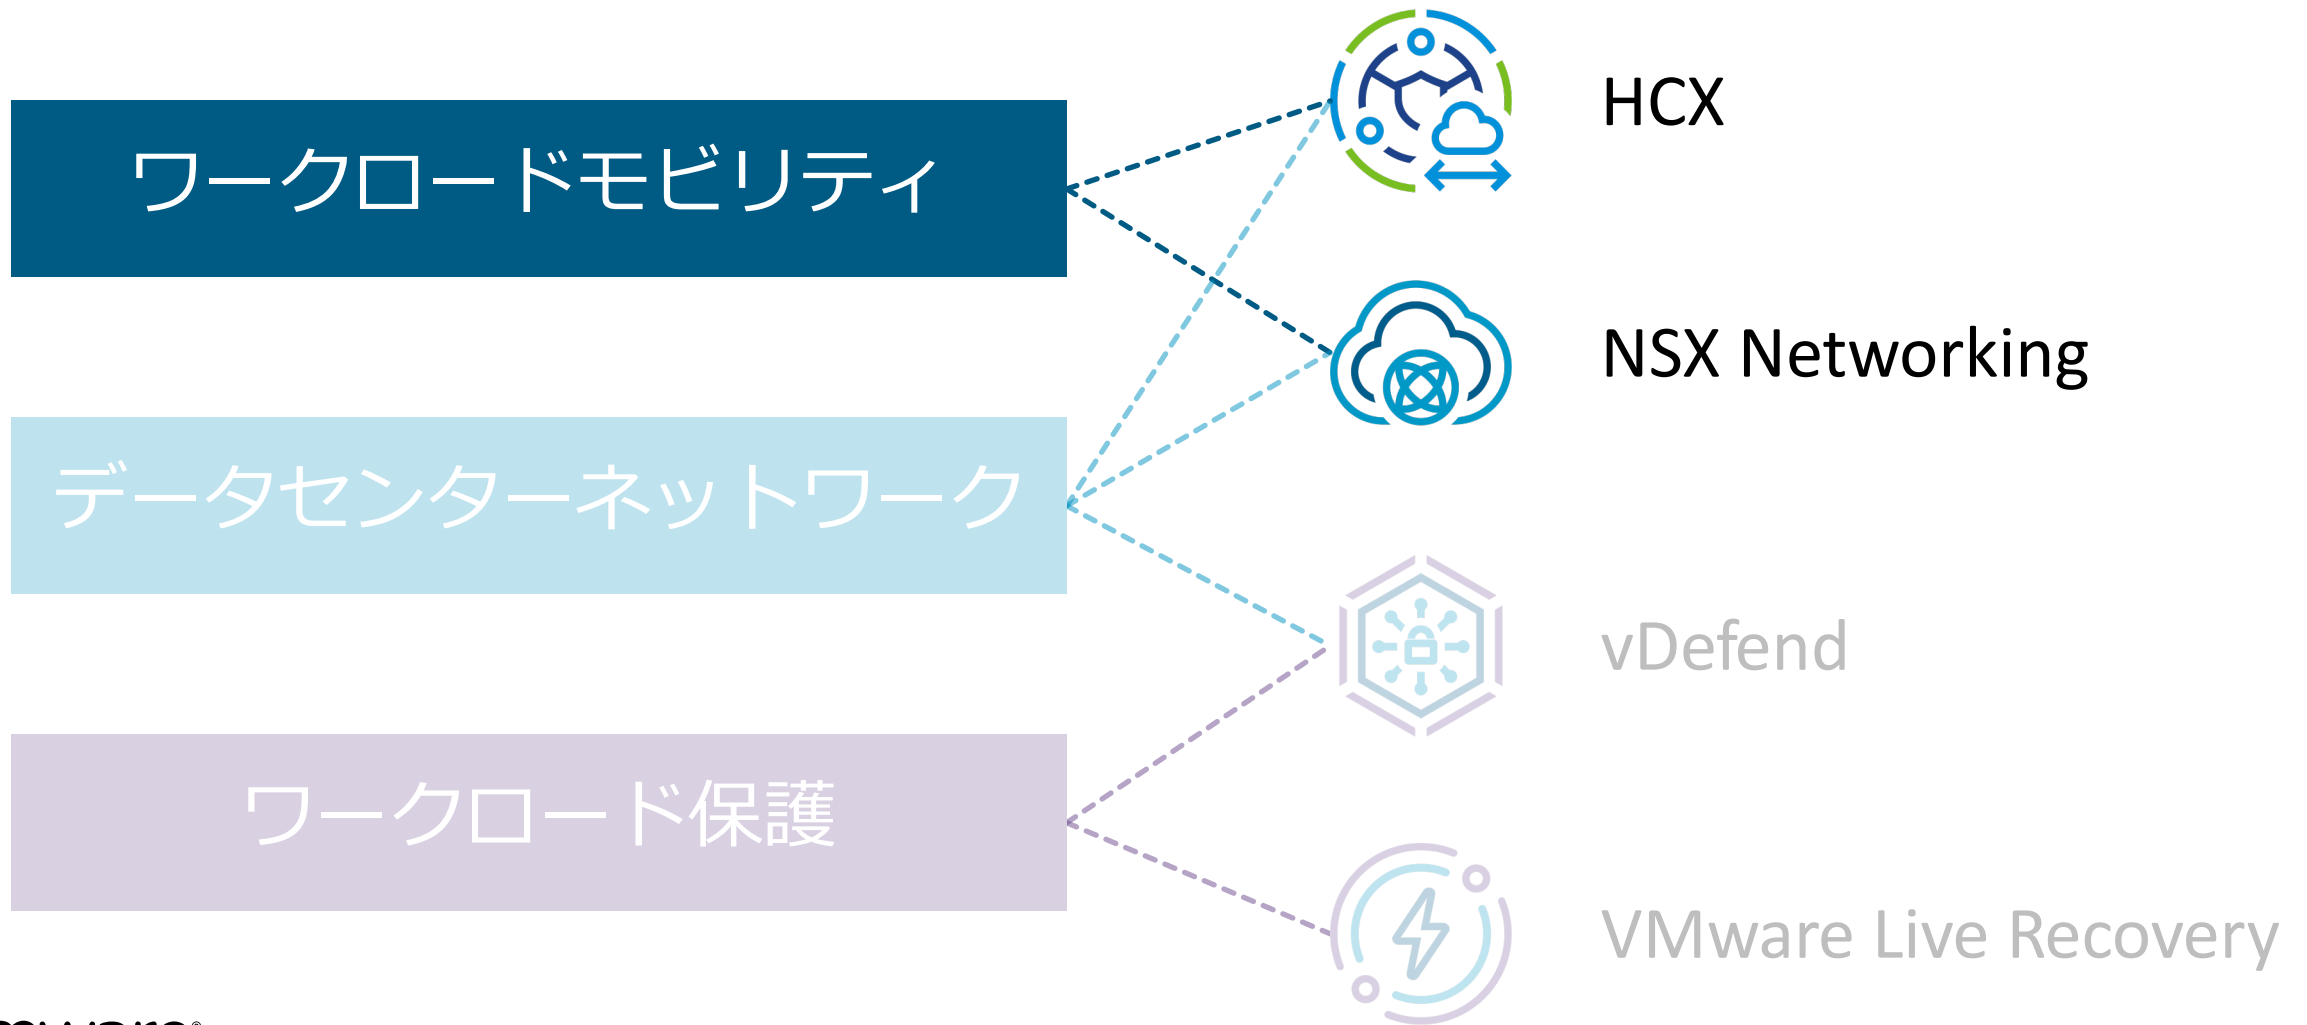 ワークロードモビリティ
HCX
NSX Networking
データセンターネットワーク
vDefend
ワークロード保護
VMware Live Recovery